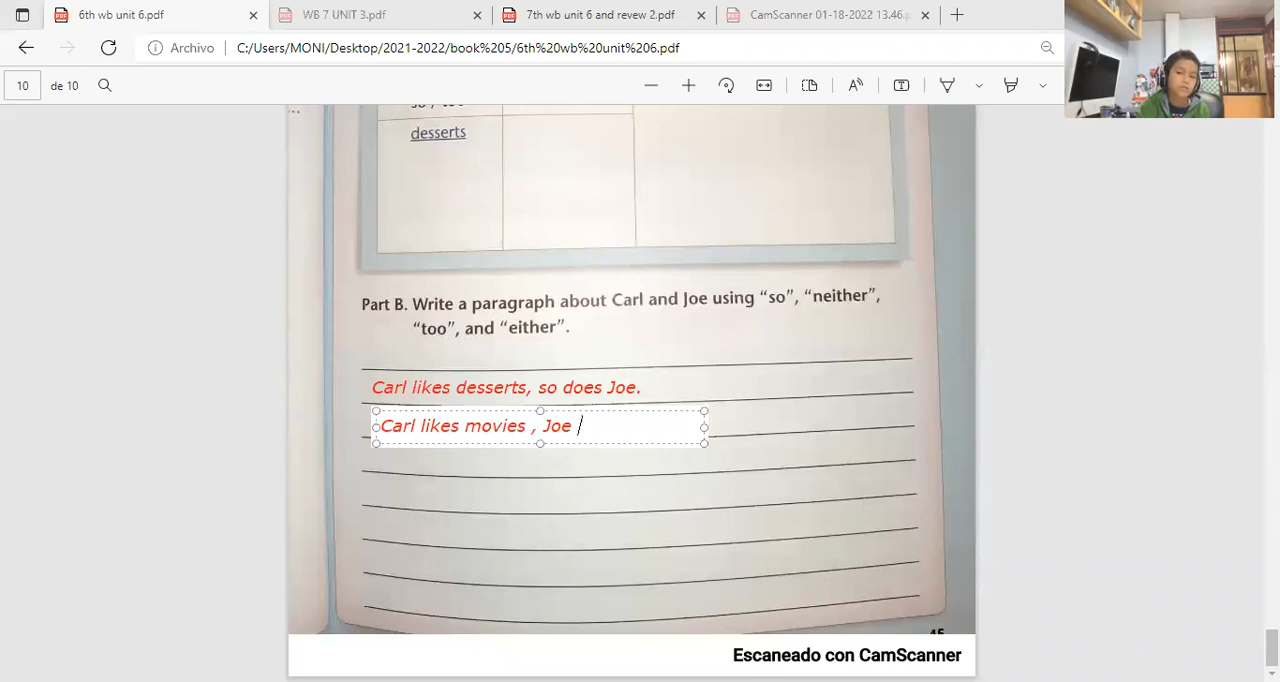 6th wb unit 6.pdf
WB 7 UNIT 3.pdf
7th wb unit 6 and revew 2.pdf
CamScanner 01-18-2022 13.46.p
Archivo
C:/Users/MONI/Desktop/2021-2022/book%205/6th%20wb%20unit%206.pdf
10 de 10
desserts
Part B. Write a paragraph about Carl and Joe using “so”, “neither”,
“too”, and “either”.
Carl likes desserts, so does Joe.
Carl likes movies , Joe
Escaneado con CamScanner